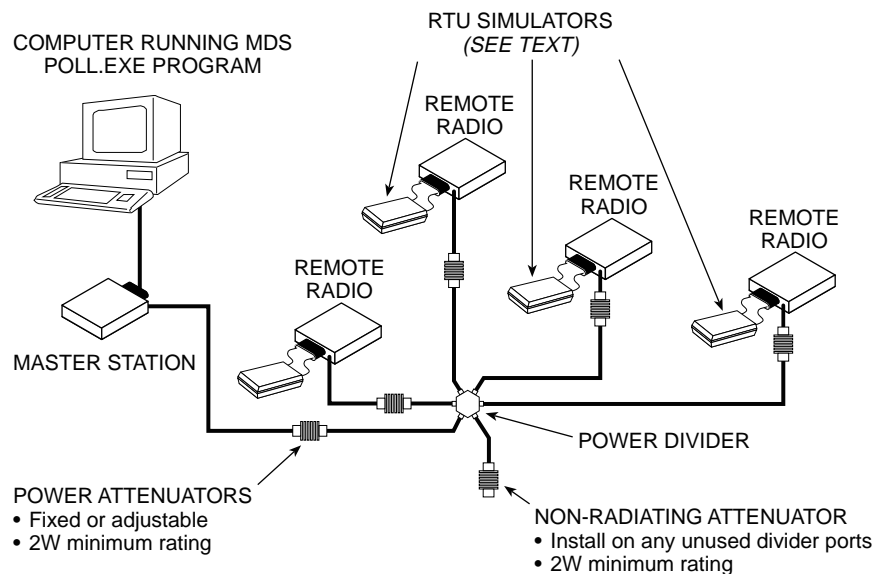 COMPUTER RUNNING MDS
POLL.EXE PROGRAM
RTU SIMULATORS
(SEE TEXT)
REMOTE
RADIO
REMOTE
RADIO
REMOTE
RADIO
REMOTE
RADIO
MASTER STATION
POWER DIVIDER
POWER ATTENUATORS
• Fixed or adjustable
• 2W minimum rating
NON-RADIATING ATTENUATOR
• Install on any unused divider ports
• 2W minimum rating